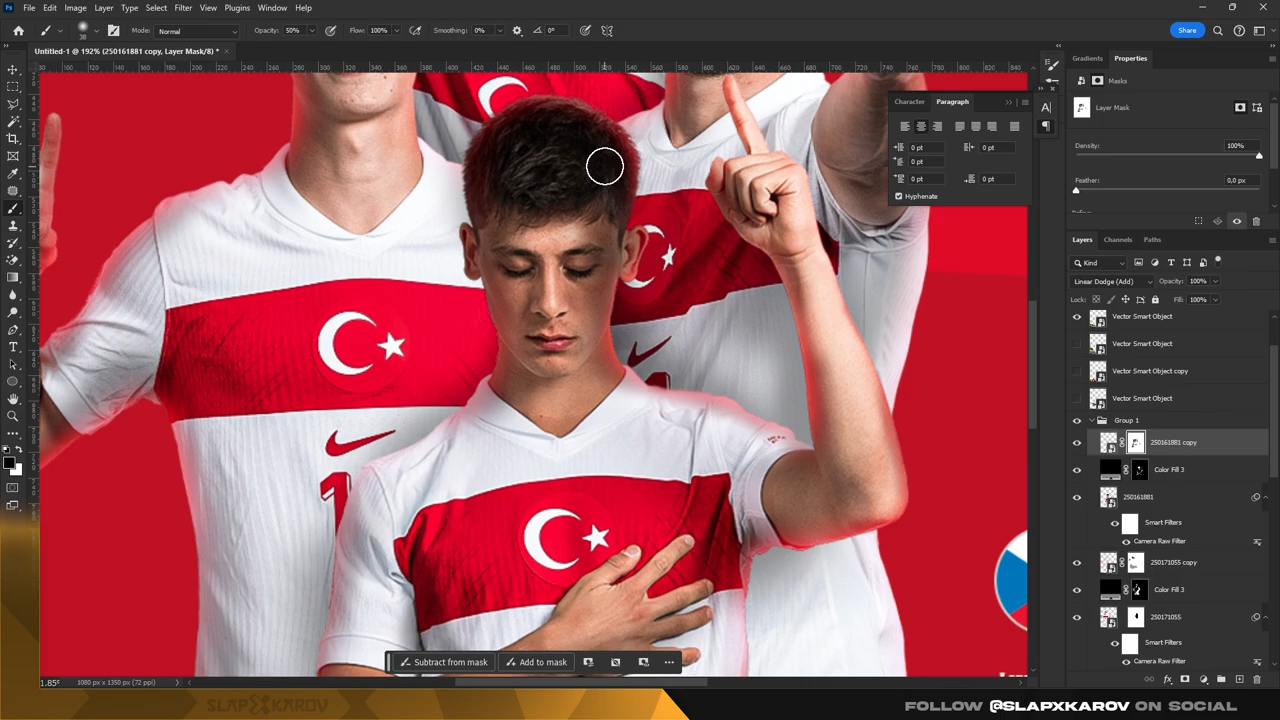 File Edit Image Layer Type Select Filter View Plugins Window Help
Mode: Normal Opacity: 50% Flow: 100% Smoothing: 0% 0° Share
Untitled-1 @ 192% (250161881 copy, Layer Mask/8) *
Gradients Properties
Masks
Layer Mask
Density: 100%
Feather: 0,0 px
Character Paragraph
0 pt 0 pt
0 pt
0 pt 0 pt
Hyphenate
Layers Channels Paths
Kind
Linear Dodge (Add) Opacity: 100%
Lock: Fill: 100%
Vector Smart Object
Vector Smart Object
Vector Smart Object copy
Vector Smart Object
Group 1
250161881 copy
Color Fill 3
250161881
Smart Filters
Camera Raw Filter
250171055 copy
Color Fill 3
250171055
Smart Filters
Camera Raw Filter
Subtract from mask Add to mask
1080 px x 1350 px (72 ppi)
SLAPXKAROV
FOLLOW @SLAPXKAROV ON SOCIAL